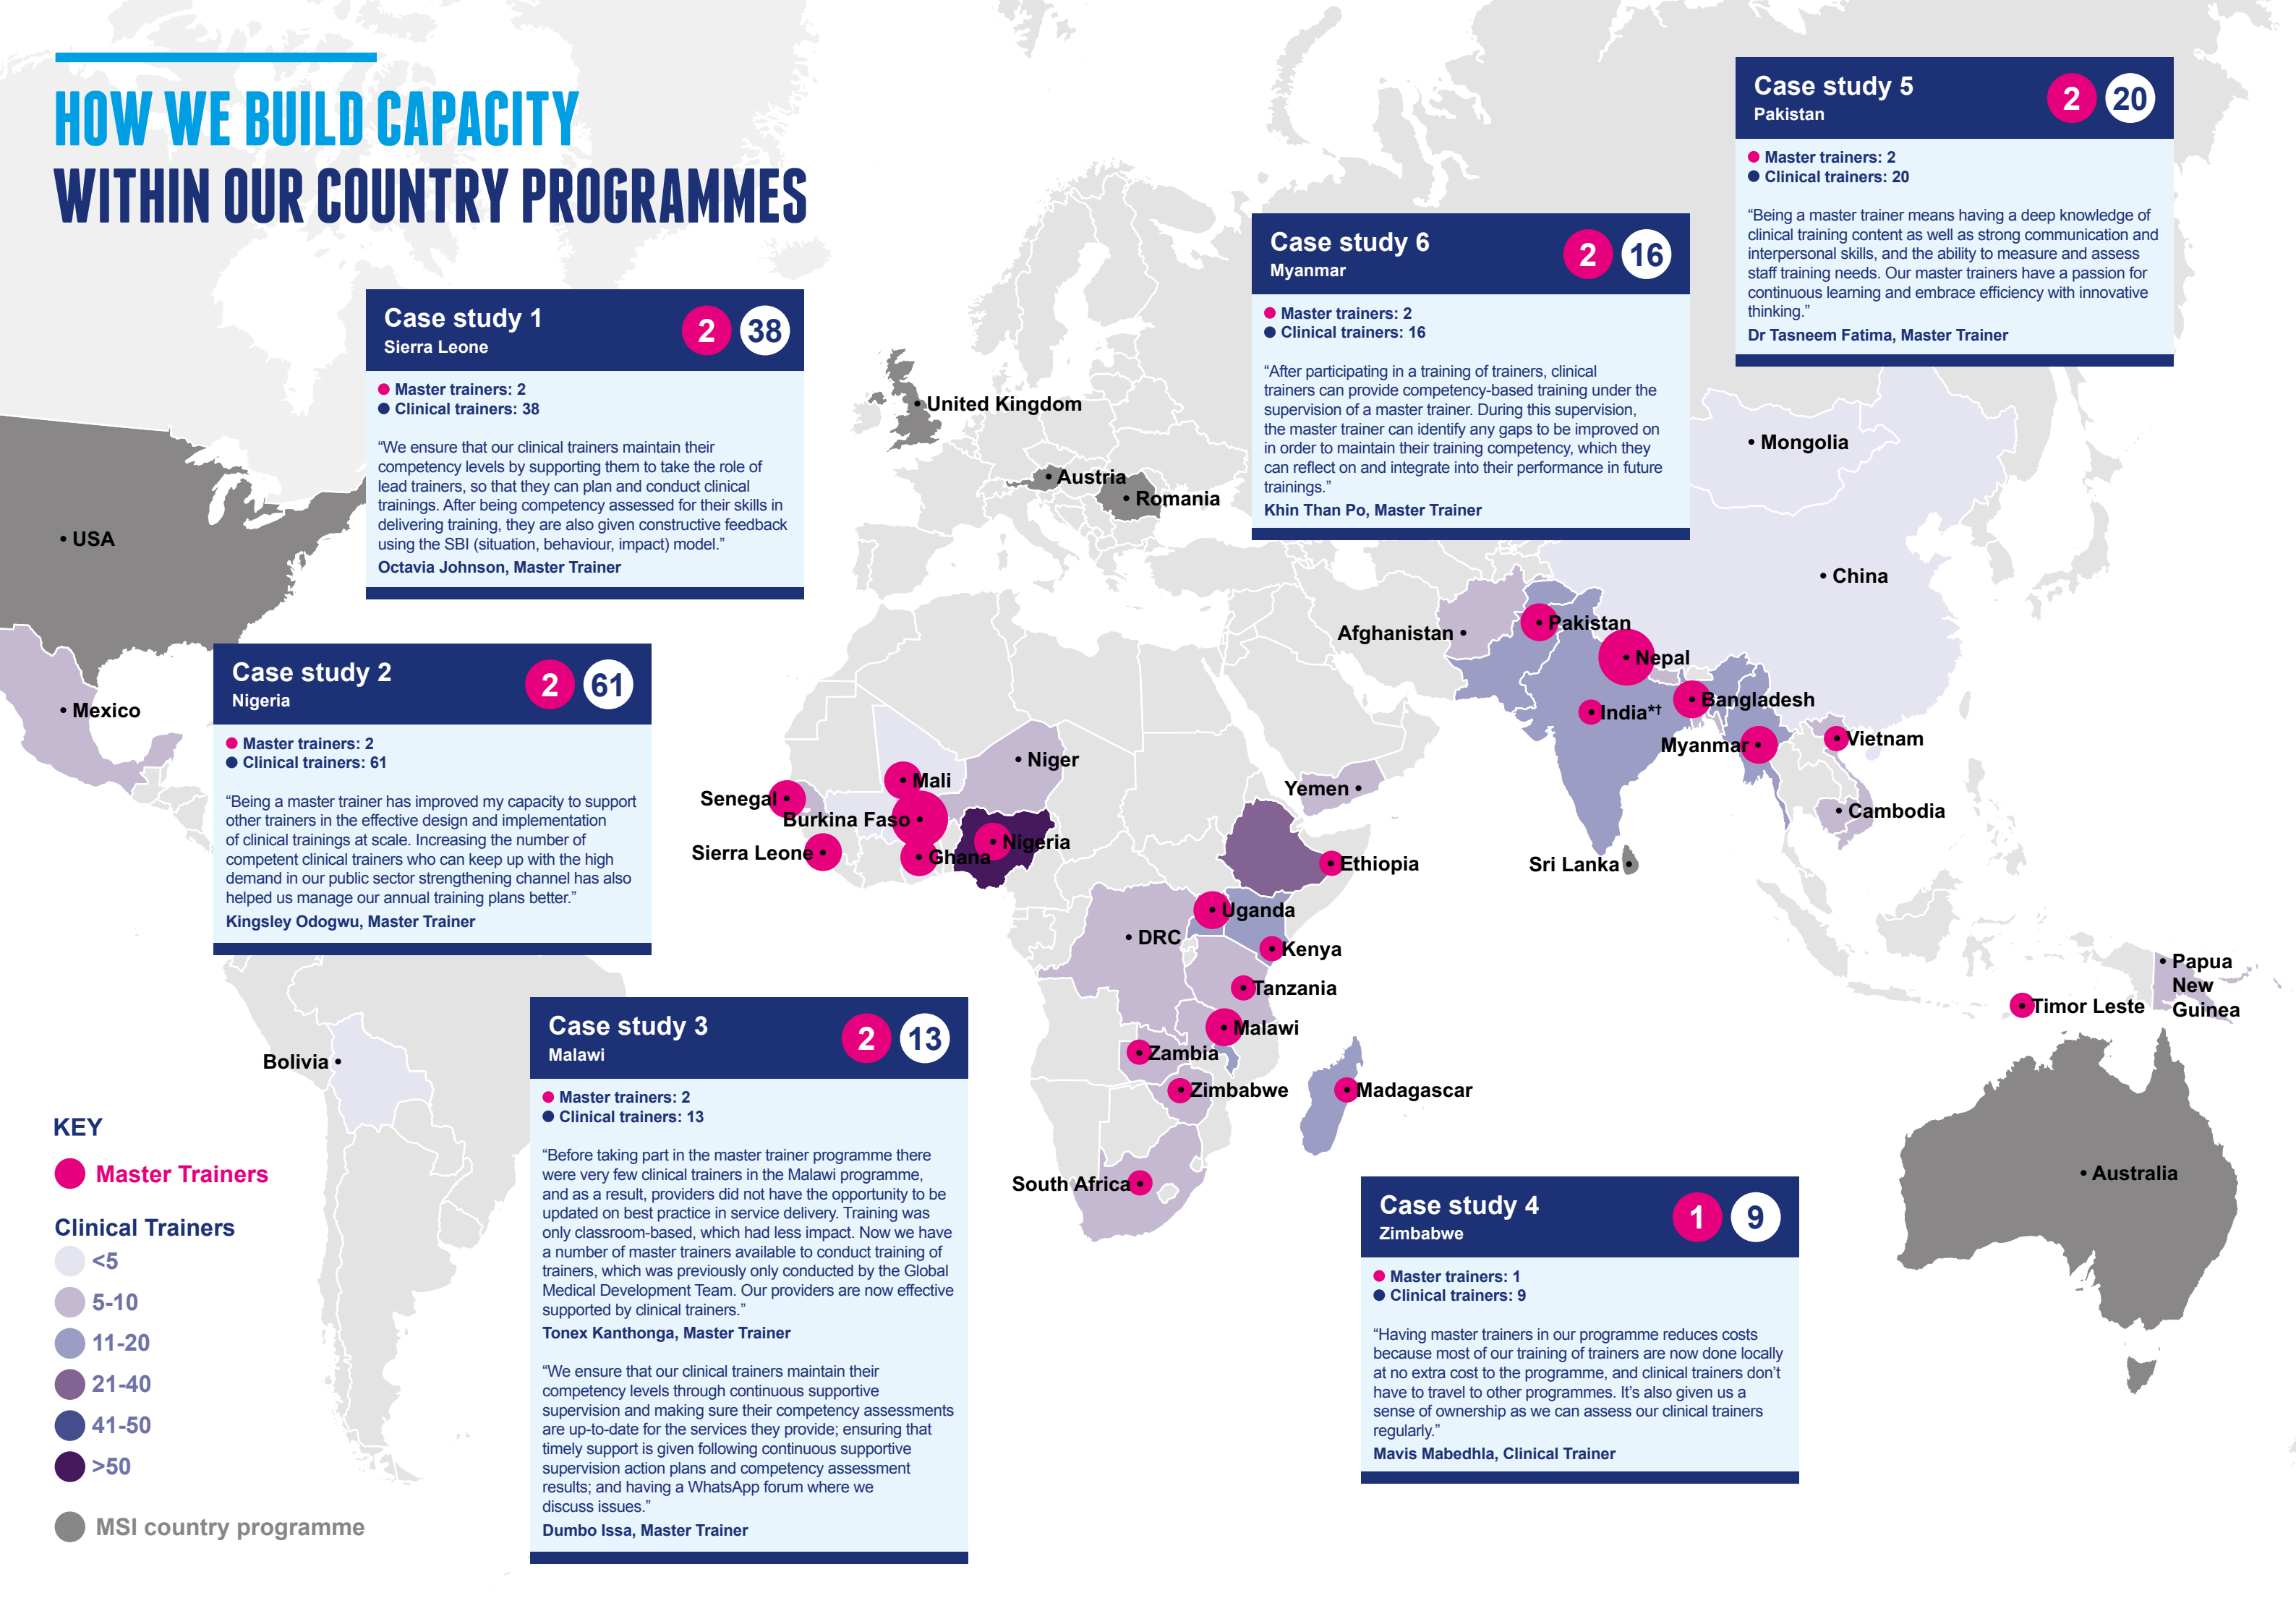 HOW WE BUILD CAPACITY
WITHIN OUR COUNTRY PROGRAMMES
Case study 1
Sierra Leone
2 38
Master trainers: 2
Clinical trainers: 38
“We ensure that our clinical trainers maintain their
competency levels by supporting them to take the role of
lead trainers, so that they can plan and conduct clinical
trainings. After being competency assessed for their skills in
delivering training, they are also given constructive feedback
using the SBI (situation, behaviour, impact) model.”
Octavia Johnson, Master Trainer
Case study 2
Nigeria
2 61
Master trainers: 2
Clinical trainers: 61
“Being a master trainer has improved my capacity to support
other trainers in the effective design and implementation
of clinical trainings at scale. Increasing the number of
competent clinical trainers who can keep up with the high
demand in our public sector strengthening channel has also
helped us manage our annual training plans better.”
Kingsley Odogwu, Master Trainer
Case study 3
Malawi
2 13
Master trainers: 2
Clinical trainers: 13
“Before taking part in the master trainer programme there
were very few clinical trainers in the Malawi programme,
and as a result, providers did not have the opportunity to be
updated on best practice in service delivery. Training was
only classroom-based, which had less impact. Now we have
a number of master trainers available to conduct training of
trainers, which was previously only conducted by the Global
Medical Development Team. Our providers are now effective
supported by clinical trainers.”
Tonex Kanthonga, Master Trainer
“We ensure that our clinical trainers maintain their
competency levels through continuous supportive
supervision and making sure their competency assessments
are up-to-date for the services they provide; ensuring that
timely support is given following continuous supportive
supervision action plans and competency assessment
results; and having a WhatsApp forum where we
discuss issues.”
Dumbo Issa, Master Trainer
Case study 4
Zimbabwe
1 9
Master trainers: 1
Clinical trainers: 9
“Having master trainers in our programme reduces costs
because most of our training of trainers are now done locally
at no extra cost to the programme, and clinical trainers don’t
have to travel to other programmes. It’s also given us a
sense of ownership as we can assess our clinical trainers
regularly.”
Mavis Mabedhla, Clinical Trainer
Case study 5
Pakistan
2 20
Master trainers: 2
Clinical trainers: 20
“Being a master trainer means having a deep knowledge of
clinical training content as well as strong communication and
interpersonal skills, and the ability to measure and assess
staff training needs. Our master trainers have a passion for
continuous learning and embrace efficiency with innovative
thinking.”
Dr Tasneem Fatima, Master Trainer
Case study 6
Myanmar
2 16
Master trainers: 2
Clinical trainers: 16
“After participating in a training of trainers, clinical
trainers can provide competency-based training under the
supervision of a master trainer. During this supervision,
the master trainer can identify any gaps to be improved on
in order to maintain their training competency, which they
can reflect on and integrate into their performance in future
trainings.”
Khin Than Po, Master Trainer
USA
Mexico
Bolivia
United Kingdom
Austria
Romania
Mongolia
China
Afghanistan
Pakistan
Nepal
India*†
Bangladesh
Myanmar
Vietnam
Cambodia
Sri Lanka
Yemen
Niger
Mali
Senegal
Burkina Faso
Sierra Leone
Ghana
Nigeria
Ethiopia
Uganda
DRC
Kenya
Tanzania
Malawi
Zambia
Zimbabwe
Madagascar
South Africa
Papua
New
Guinea
Timor Leste
Australia
KEY
Master Trainers
Clinical Trainers
<5
5-10
11-20
21-40
41-50
>50
MSI country programme